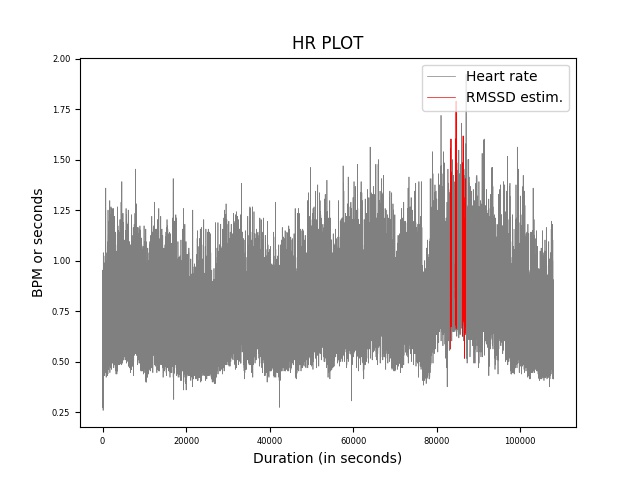 HR PLOT
Heart rate
RMSSD estim.
BPM or seconds
2.00
1.75
1.50
1.25
1.00
0.75
0.50
0.25
0
20000
40000
60000
80000
100000
Duration (in seconds)